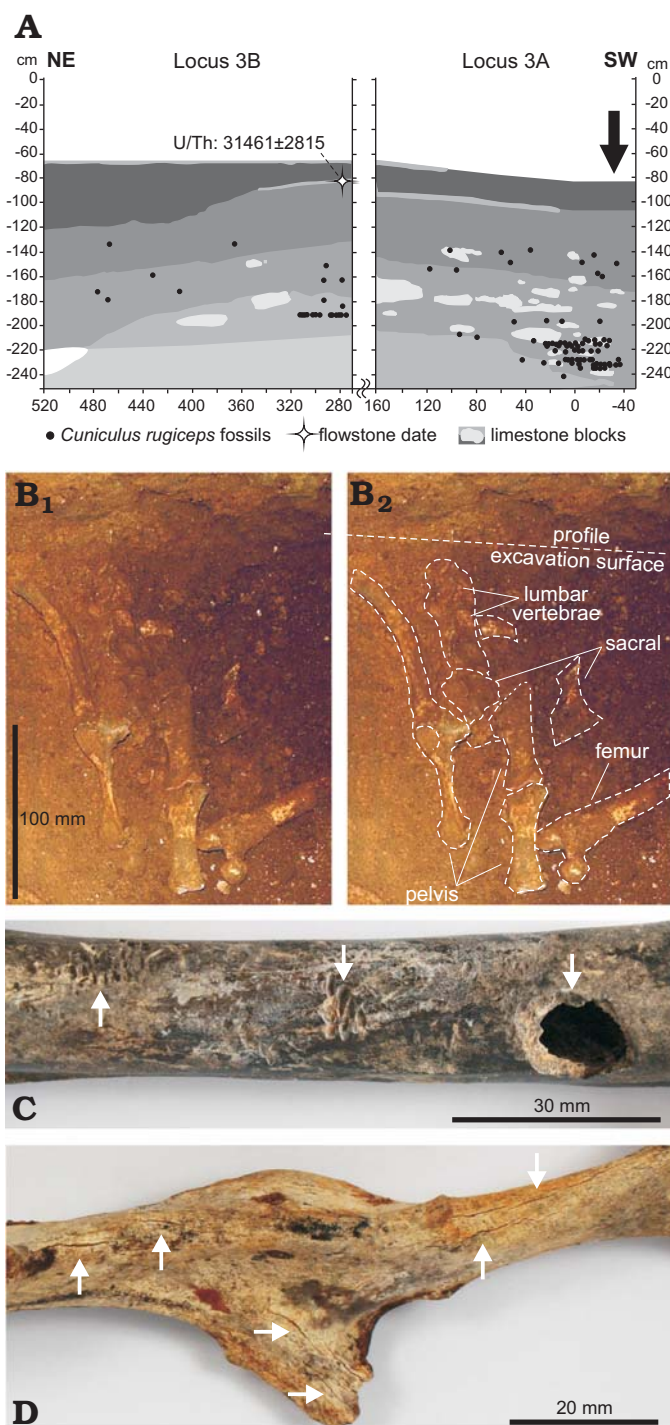 A
cm NE Locus 3B Locus 3A SW cm
U/Th: 31461±2815
0
-20
-40
-60
-80
-100
-120
-140
-160
-180
-200
-220
-240
0
-20
-40
-60
-80
-100
-120
-140
-160
-180
-200
-220
-240
520 480 440 400 360 320 280 160 120 80 40 0 -40
Cuniculus rugiceps fossils flowstone date limestone blocks
B1
100 mm
B2
profile
excavation surface
lumbar
vertebrae
sacral
femur
pelvis
C
30 mm
D
20 mm